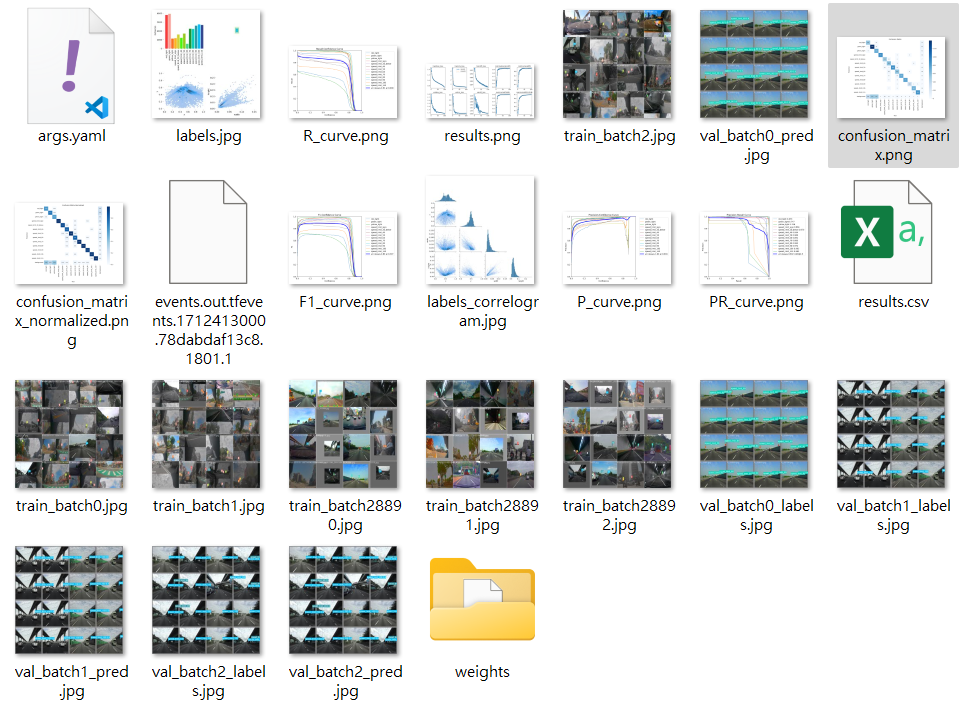 args.yaml
labels.jpg
R_curve.png
results.png
train_batch2.jpg
val_batch0_pred
.jpg
confusion_matri
x.png
confusion_matri
x_normalized.pn
g
events.out.tfeve
nts.1712413000
.78dabdaf13c8.
1801.1
F1_curve.png
labels_correlogr
am.jpg
P_curve.png
PR_curve.png
results.csv
train_batch0.jpg
train_batch1.jpg
train_batch2889
0.jpg
train_batch2889
1.jpg
train_batch2889
2.jpg
val_batch0_label
s.jpg
val_batch1_label
s.jpg
val_batch1_pred
.jpg
val_batch2_label
s.jpg
val_batch2_pred
.jpg
weights